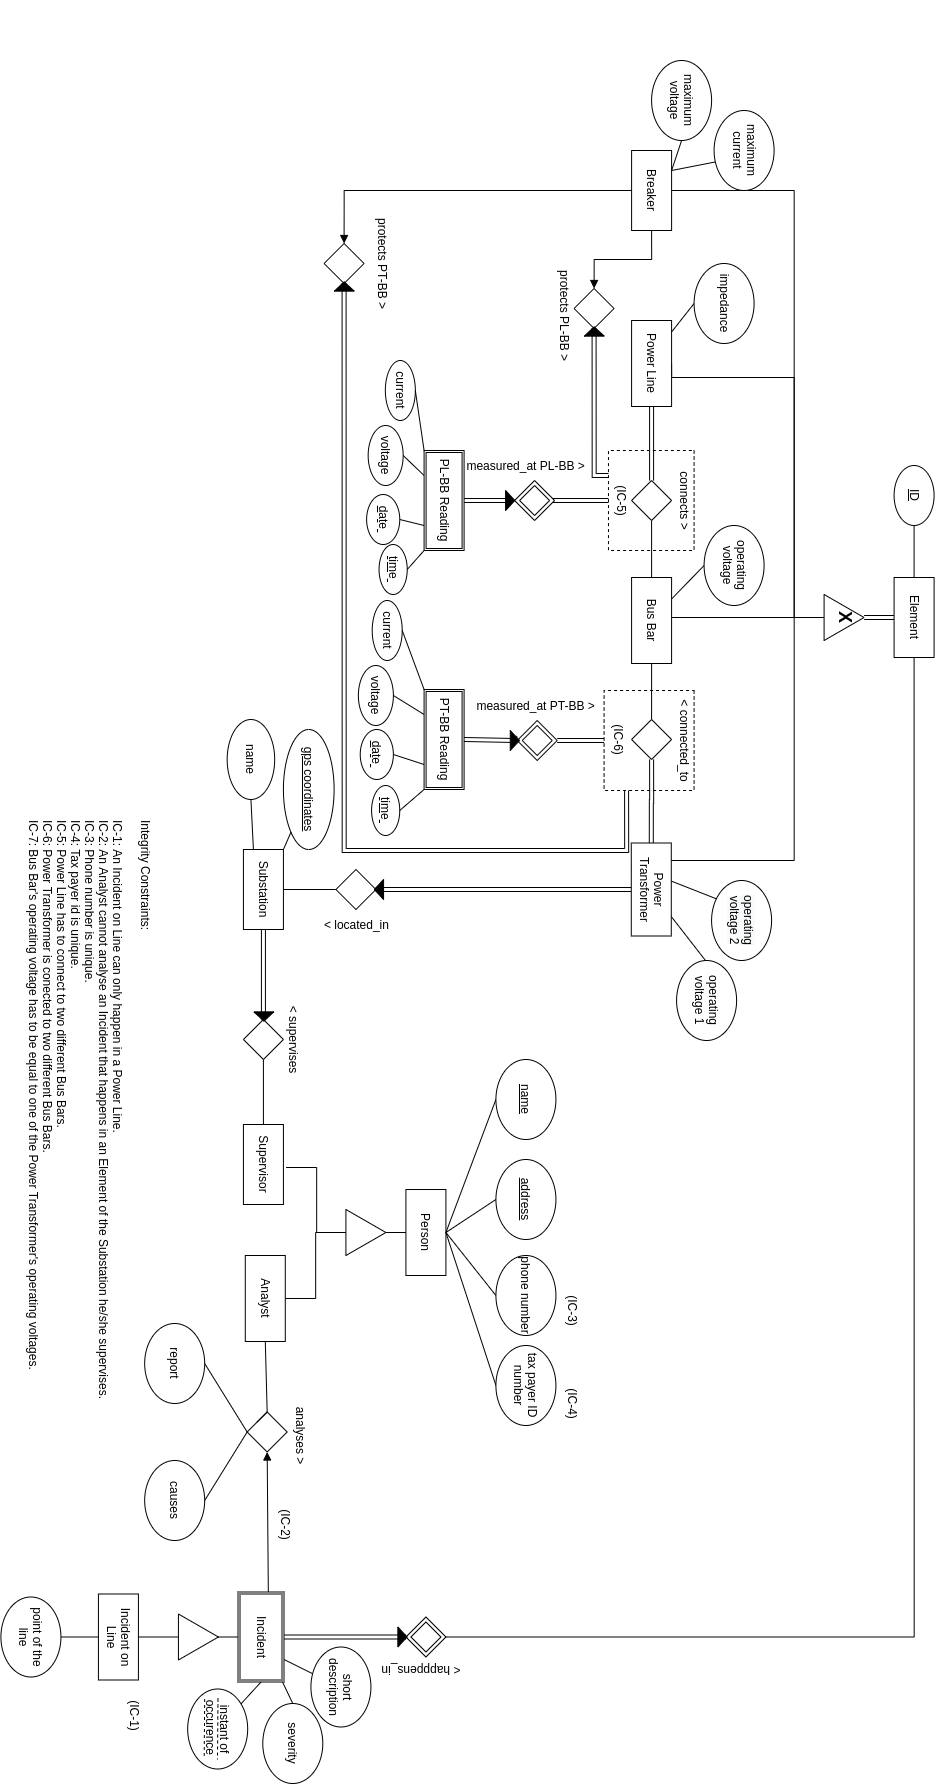 ID
Element
X
maximum
current
maximum
voltage
impedance
operating
voltage
operating
voltage 2
operating
voltage 1
Breaker
Power Line
connects >
(IC-5)
Bus Bar
< connected_to
(IC-6)
Power
Transformer
protects PL-BB >
measured_at PL-BB >
measured_at PT-BB >
protects PT-BB >
PL-BB Reading
current
voltage
date
time
PT-BB Reading
current
voltage
date
time
< located_in
gps coordinates
name
Substation
< supervises
Supervisor
name
address
phone number
(IC-3)
tax payer ID
number
(IC-4)
Person
Analyst
analyses >
report
causes
(IC-2)
< happpens_in
Incident
short
description
severity
instant of
occurence
Incident on
Line
(IC-1)
point of the
line
Integrity Constraints:
IC-1: An Incident on Line can only happen in a Power Line.
IC-2: An Analyst cannot analyse an Incident that happens in an Element of the Substation he/she supervises.
IC-3: Phone number is unique.
IC-4: Tax payer id is unique.
IC-5: Power Line has to connect to two different Bus Bars.
IC-6: Power Transformer is conected to two different Bus Bars.
IC-7: Bus Bar's operating voltage has to be equal to one of the Power Transformer's operating voltages.